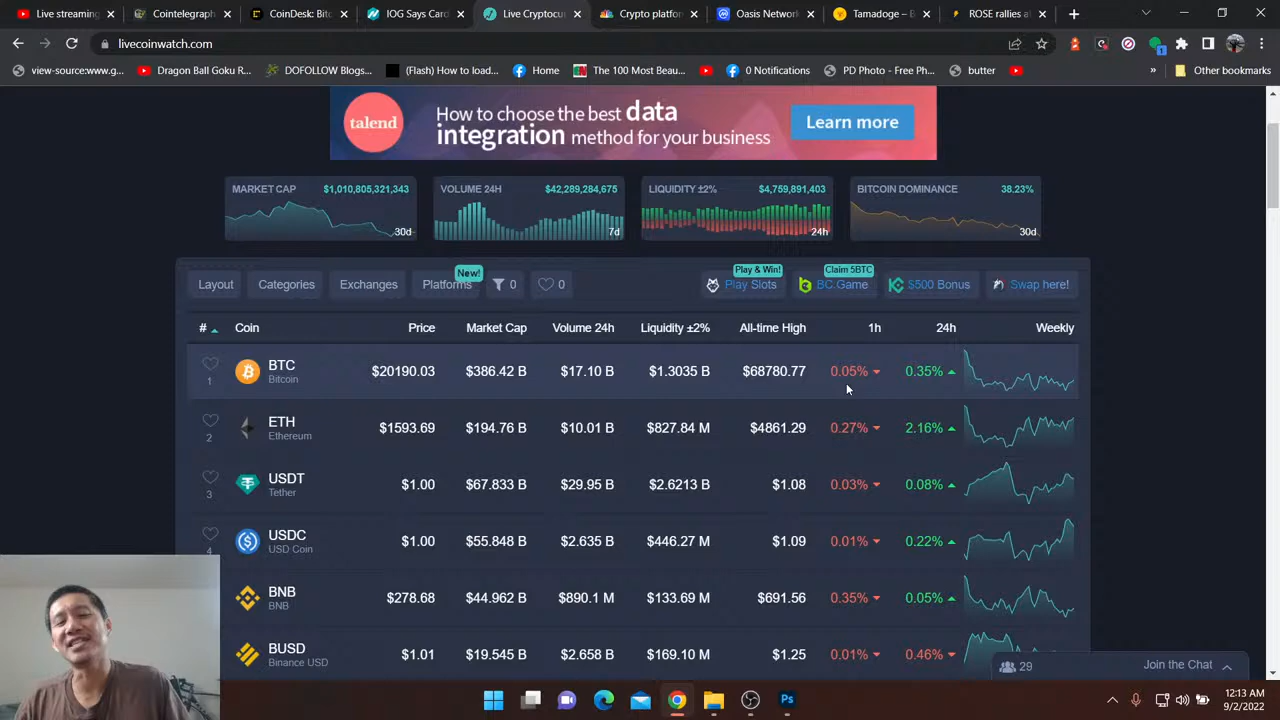 Live streaming
Cointelegraph
CoinDesk: Bitc
IOG Says Card
Live Cryptocur
Crypto platfor
Oasis Network
Tamadoge – B
ROSE rallies al
livecoinwatch.com
view-source:www.g...
Dragon Ball Goku R...
DOFOLLOW Blogs...
(Flash) How to load...
Home
The 100 Most Beau...
0 Notifications
PD Photo - Free Ph...
butter
»
Other bookmarks
talend
How to choose the best data
integration method for your business
Learn more
MARKET CAP $1,010,805,321,343
30d
VOLUME 24H $42,289,284,675
7d
LIQUIDITY ±2% $4,759,891,403
24h
BITCOIN DOMINANCE 38.23%
30d
Layout
Categories
Exchanges
Platforms
New!
0
0
Play & Win!
Play Slots
Claim 5BTC
BC.Game
$500 Bonus
Swap here!
# Coin Price Market Cap Volume 24h Liquidity ±2% All-time High 1h 24h Weekly
1 BTC Bitcoin $20190.03 $386.42 B $17.10 B $1.3035 B $68780.77 0.05% 0.35%
2 ETH Ethereum $1593.69 $194.76 B $10.01 B $827.84 M $4861.29 0.27% 2.16%
3 USDT Tether $1.00 $67.833 B $29.95 B $2.6213 B $1.08 0.03% 0.08%
4 USDC USD Coin $1.00 $55.848 B $2.635 B $446.27 M $1.09 0.01% 0.22%
BNB BNB $278.68 $44.962 B $890.1 M $133.69 M $691.56 0.35% 0.05%
BUSD Binance USD $1.01 $19.545 B $2.658 B $169.10 M $1.25 0.01% 0.46%
29 Join the Chat
Ps
12:13 AM
9/2/2022